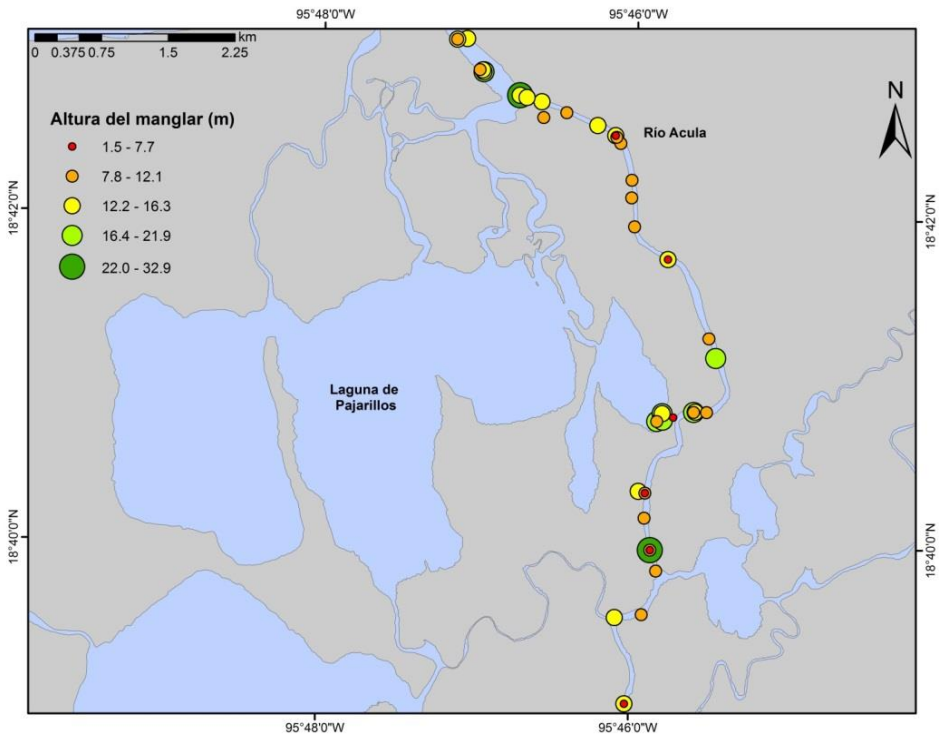 95°48'0"W
95°46'0"W
km
0 0.375 0.75 1.5 2.25
N
Altura del manglar (m)
Río Acula
1.5 - 7.7
7.8 - 12.1
12.2 - 16.3
18°42'0"N
18°42'0"N
16.4 - 21.9
22.0 - 32.9
Laguna de
Pajarillos
18°40'0"N
18°40'0"N
95°48'0"W
95°46'0"W